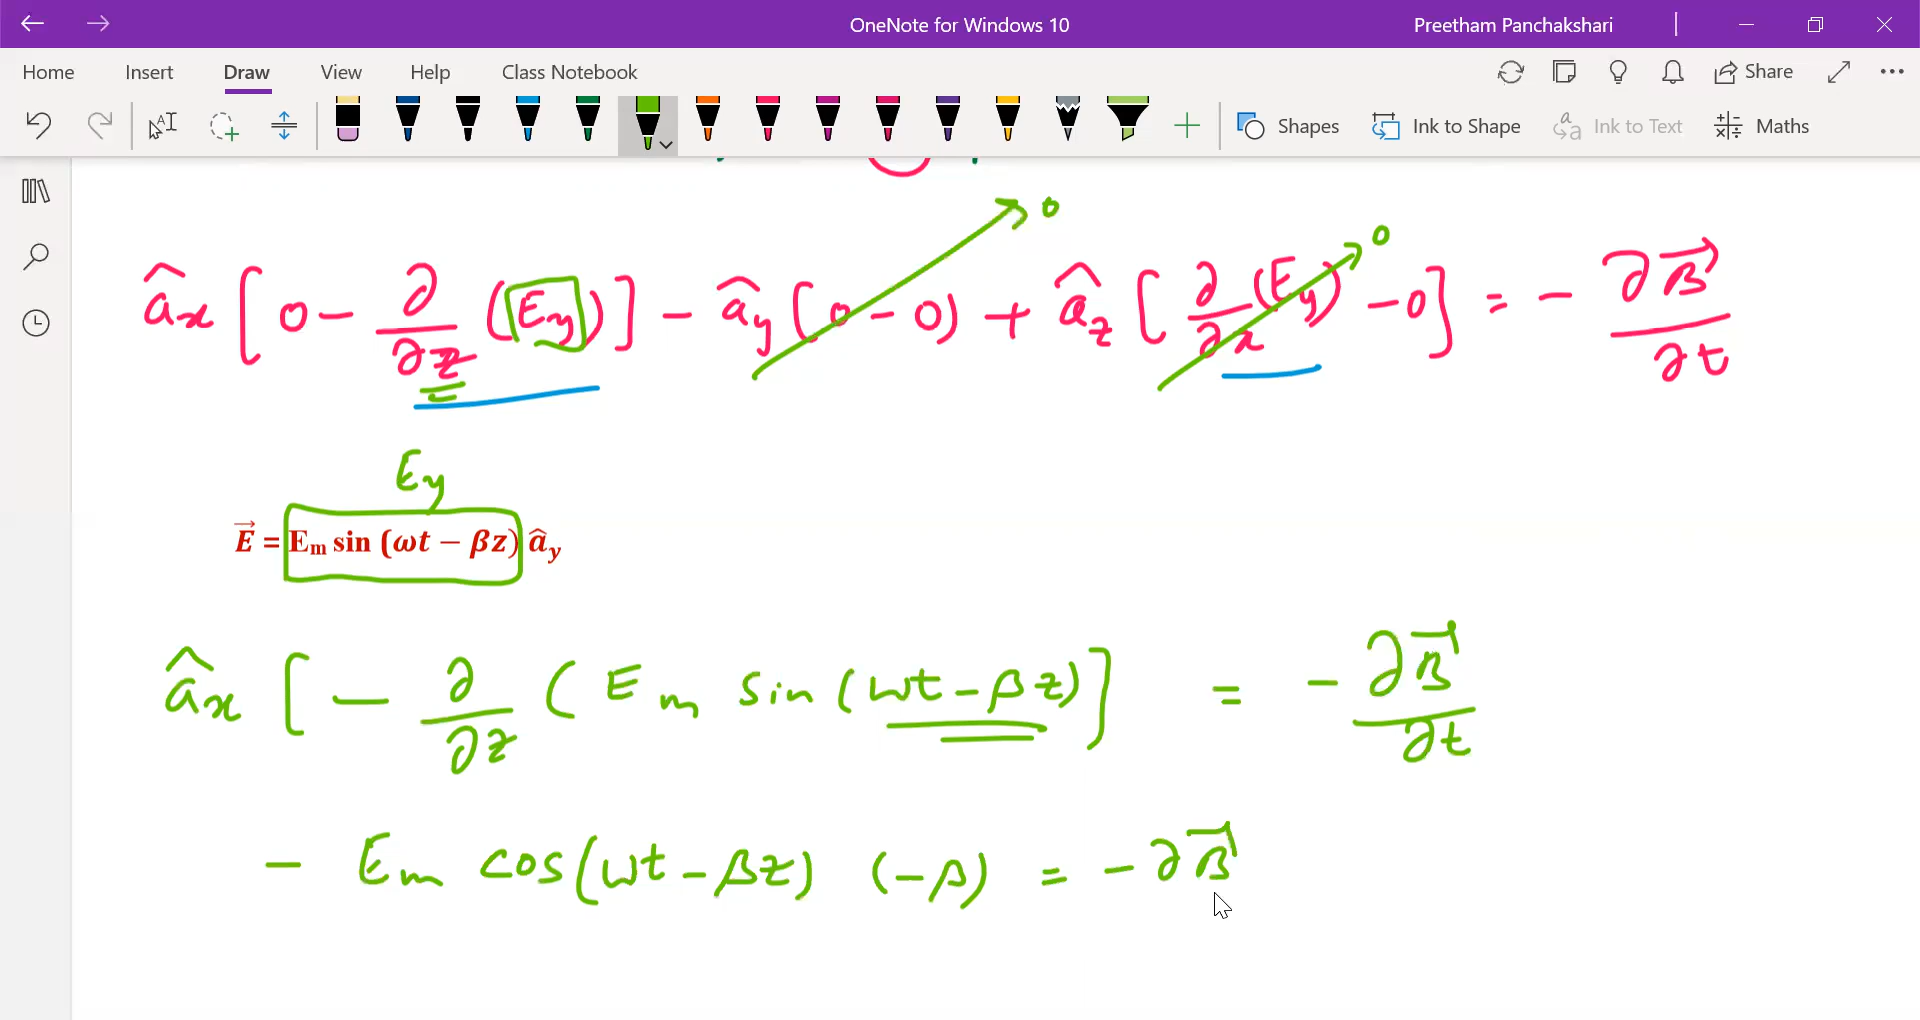 OneNote for Windows 10
Preetham Panchakshari
Home Insert Draw View Help Class Notebook Share
Shapes Ink to Shape Ink to Text Maths
0 0
âx [0 − ∂/∂z (Ey)] − ây (0 − 0) + âz [∂/∂x (Ey) − 0] = − ∂B⃗/∂t
Ey
E⃗ = Em sin (ωt − βz) ây
âx [− ∂/∂z (Em sin (ωt − βz)] = − ∂B⃗/∂t
− Em cos(ωt − βz) (−β) = − ∂B⃗